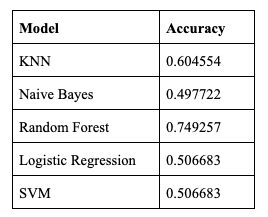 Model Accuracy
KNN 0.604554
Naive Bayes 0.497722
Random Forest 0.749257
Logistic Regression 0.506683
SVM 0.506683